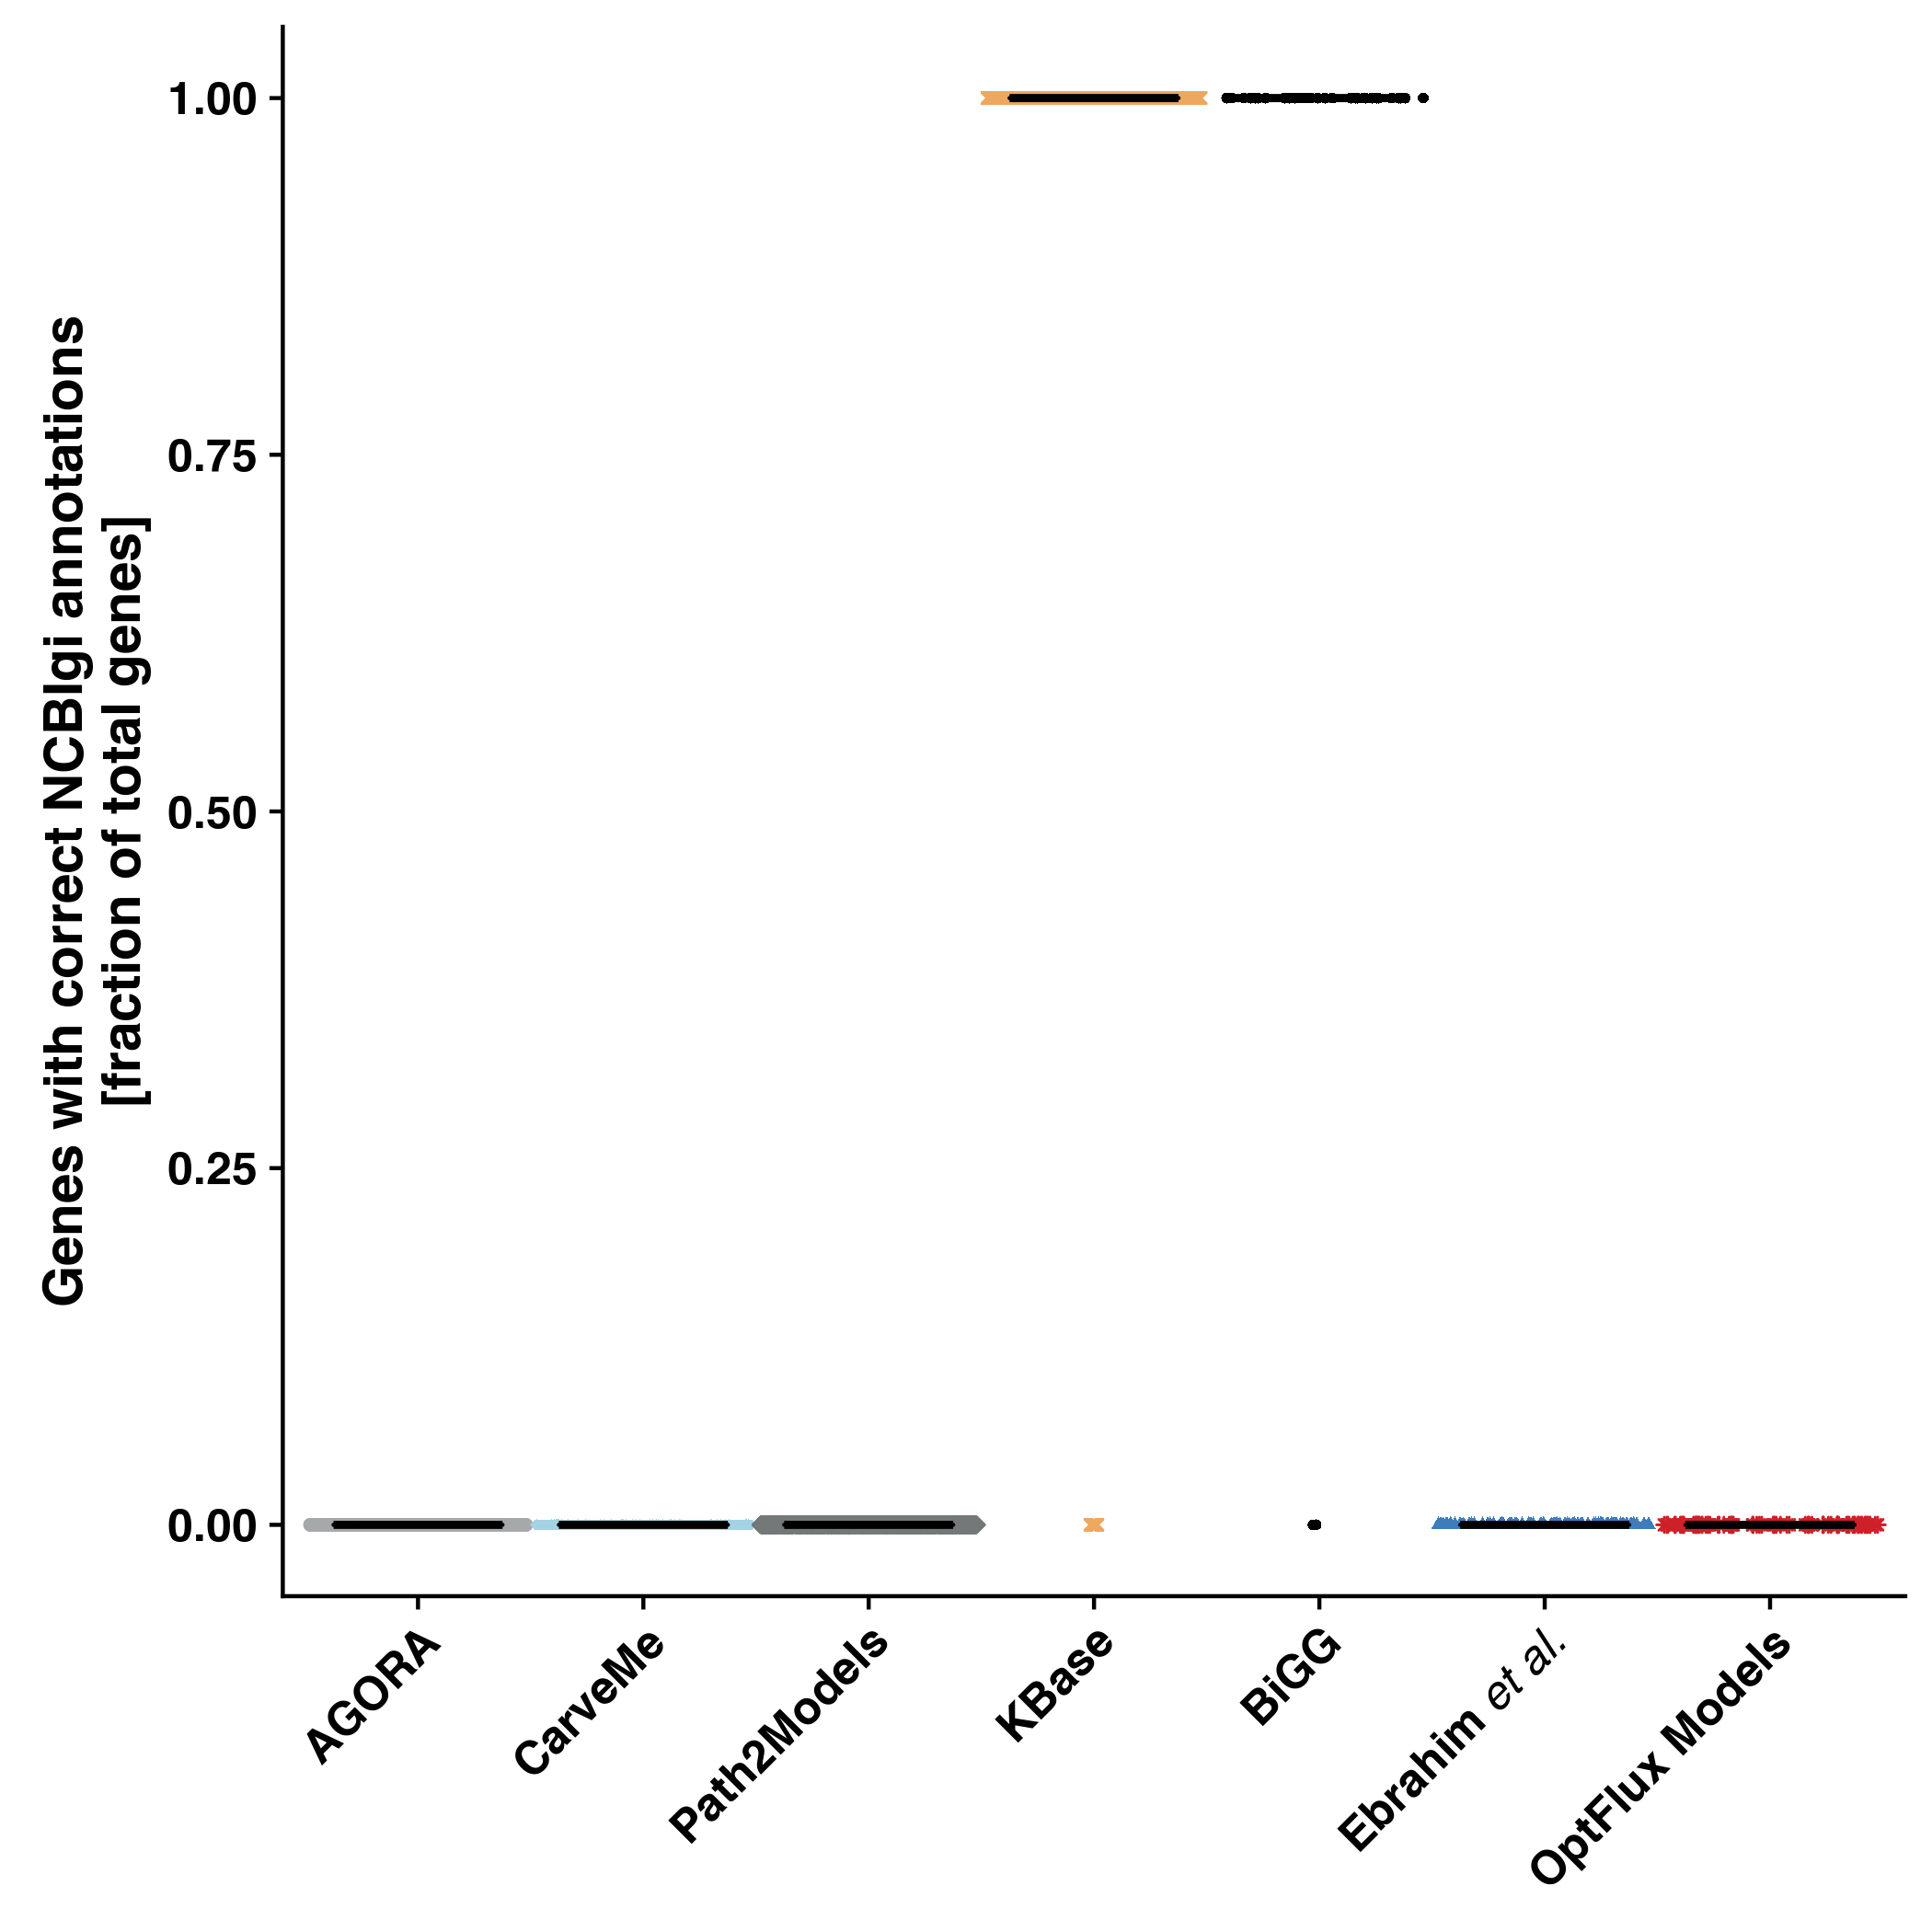 Genes with correct NCBIgi annotations
[fraction of total genes]
1.00
0.75
0.50
0.25
0.00
AGORA
CarveMe
Path2Models
KBase
BiGG
Ebrahim et al.
OptFlux Models